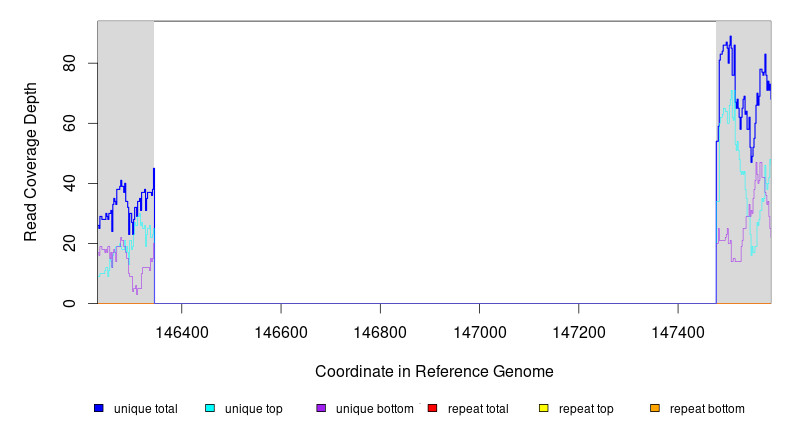 Read Coverage Depth
80
60
40
20
0
146400 146600 146800 147000 147200 147400
Coordinate in Reference Genome
unique total unique top unique bottom repeat total repeat top repeat bottom